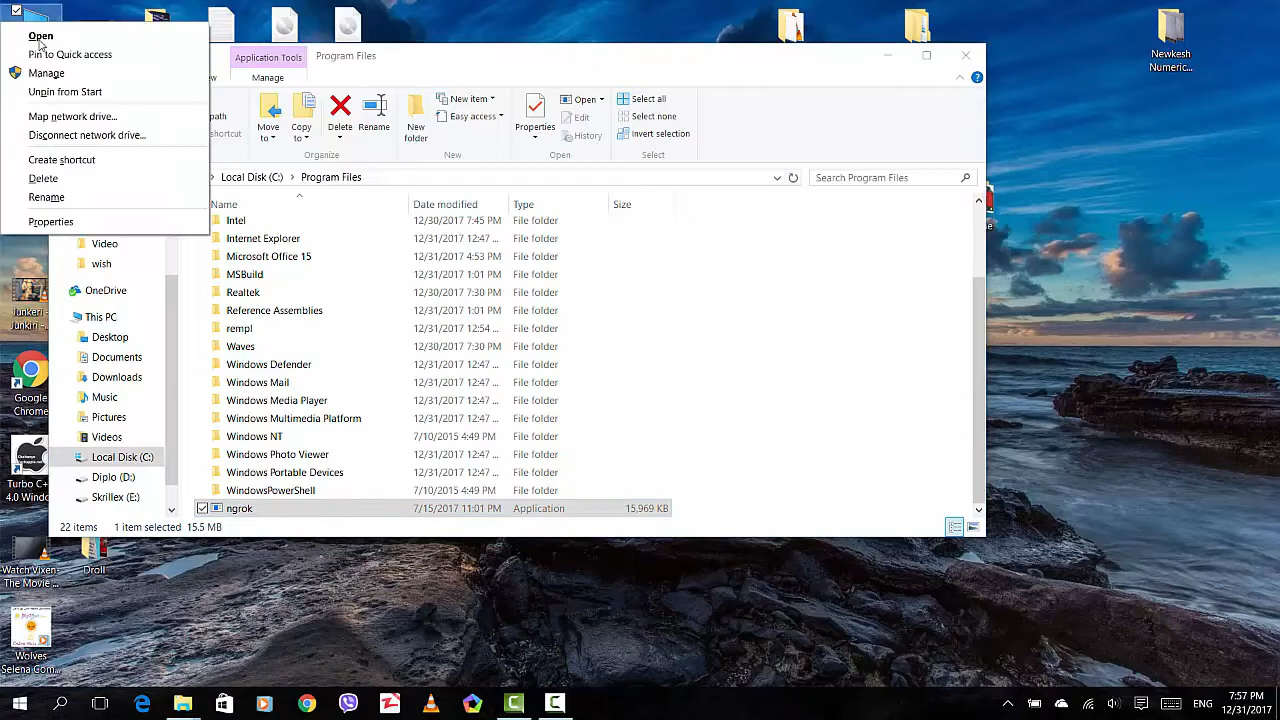 Open
Pin to Quick access
Manage
Unpin from Start
Map network drive...
Disconnect network drive...
Create shortcut
Delete
Rename
Properties
Application Tools
Program Files
Manage
path
shortcut
Move to
Copy to
Delete
Rename
Organize
New folder
New item
Easy access
New
Properties
Open
Edit
History
Open
Select all
Select none
Invert selection
Select
Local Disk (C:)
Program Files
Search Program Files
Name
Date modified
Type
Size
Intel 12/30/2017 7:45 PM File folder
Internet Explorer 12/31/2017 12:47 ... File folder
Microsoft Office 15 12/31/2017 4:53 PM File folder
MSBuild 12/31/2017 1:01 PM File folder
Realtek 12/30/2017 7:30 PM File folder
Reference Assemblies 12/31/2017 1:01 PM File folder
rempl 12/31/2017 12:54 ... File folder
Waves 12/30/2017 7:30 PM File folder
Windows Defender 12/31/2017 12:47 ... File folder
Windows Mail 12/31/2017 12:47 ... File folder
Windows Media Player 12/31/2017 12:47 ... File folder
Windows Multimedia Platform 12/31/2017 12:47 ... File folder
Windows NT 7/10/2015 4:49 PM File folder
Windows Photo Viewer 12/31/2017 12:47 ... File folder
Windows Portable Devices 12/31/2017 12:47 ... File folder
WindowsPowerShell 7/10/2015 4:49 PM File folder
ngrok 7/15/2017 11:01 PM Application 15,969 KB
Video
wish
OneDrive
This PC
Desktop
Documents
Downloads
Music
Pictures
Videos
Local Disk (C:)
Diplo (D:)
Skrillex (E:)
22 items 1 item selected 15.5 MB
Newkesh
Numeric...
Junkeri -
Junkiri -...
Google
Chrome
Turbo C+
4.0 Windo
Watch Vixen-
The Movie ...
Droll
Wolves
Selena Gom...
ENG
7:57 PM
12/31/2017